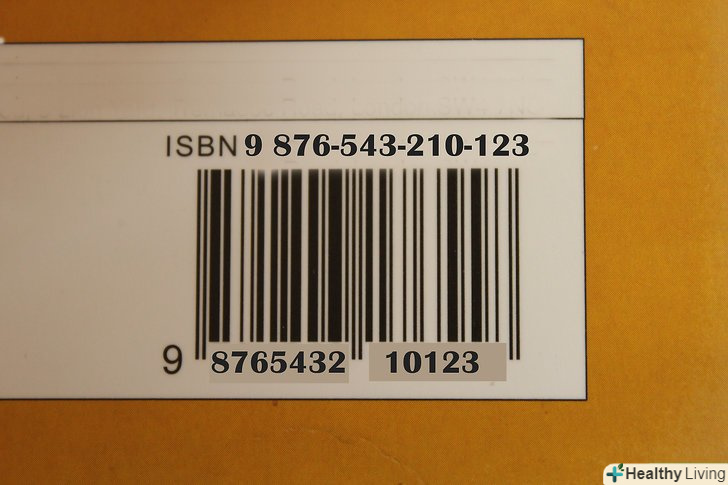 ISBN 9 876-543-210-123
9 8765432 10123
Healthy Living